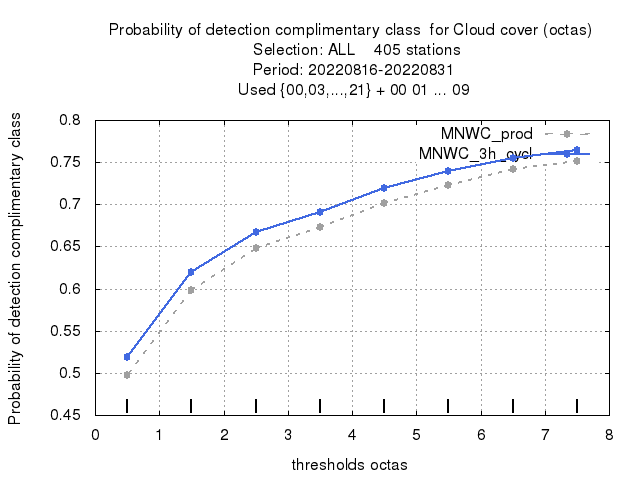 Probability of detection complimentary class  for Cloud cover (octas)
Selection: ALL    405 stations
Period: 20220816-20220831
Used {00,03,...,21} + 00 01 ... 09
Probability of detection complimentary class
0.8
0.75
0.7
0.65
0.6
0.55
0.5
0.45
MNWC_prod
MNWC_3h_cycl
0 1 2 3 4 5 6 7 8
thresholds octas